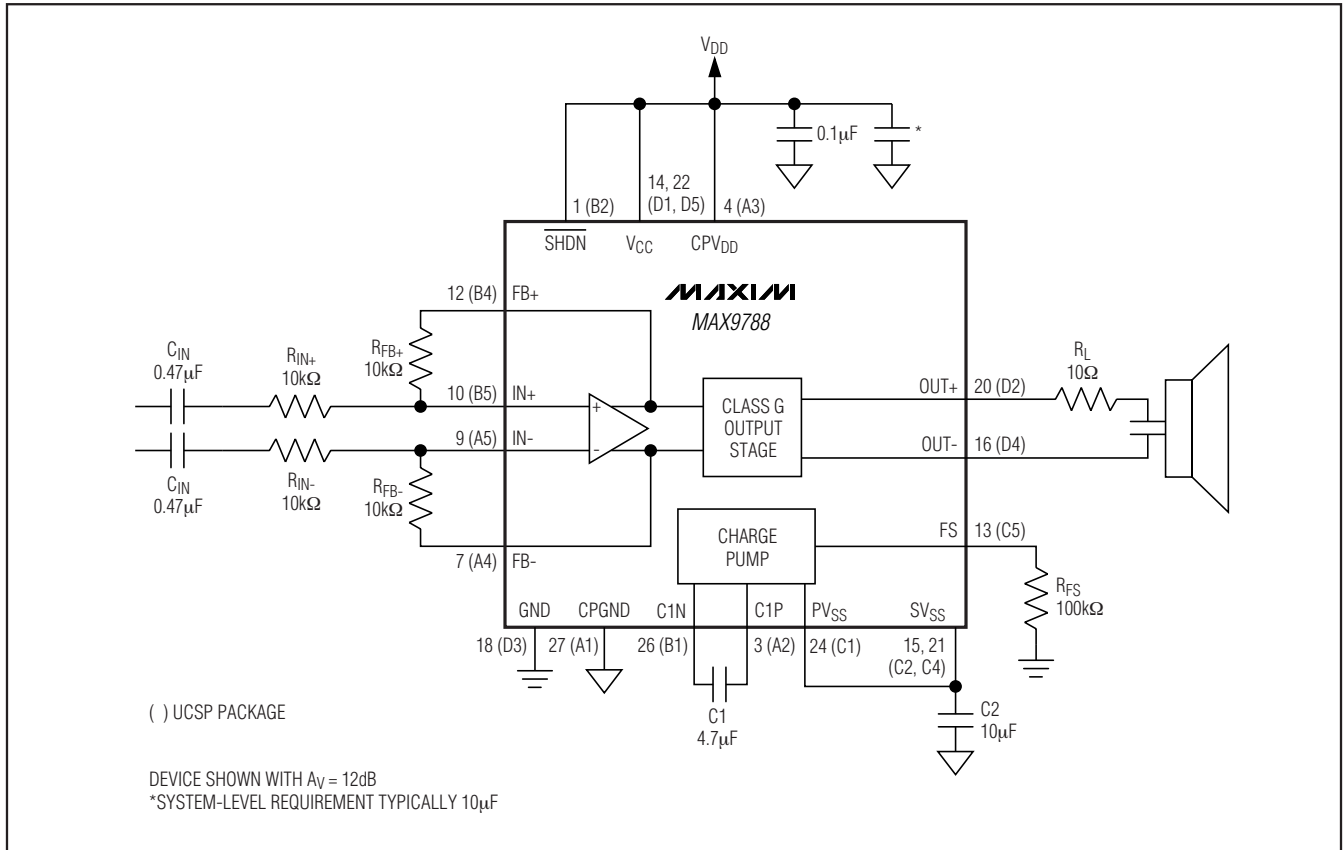 VDD
0.1µF
*
14, 22
(D1, D5)
1 (B2)
4 (A3)
SHDN
VCC
CPVDD
MAXIM
MAX9788
12 (B4)
FB+
CIN
0.47µF
RIN+
10kΩ
RFB+
10kΩ
10 (B5)
IN+
+
CLASS G
OUTPUT
STAGE
OUT+
20 (D2)
RL
10Ω
9 (A5)
IN-
-
OUT-
16 (D4)
CIN
0.47µF
RIN-
10kΩ
RFB-
10kΩ
7 (A4)
FB-
CHARGE
PUMP
FS
13 (C5)
RFS
100kΩ
GND
CPGND
C1N
C1P
PVSS
SVSS
18 (D3)
27 (A1)
26 (B1)
3 (A2)
24 (C1)
15, 21
(C2, C4)
C1
4.7µF
C2
10µF
( ) UCSP PACKAGE
DEVICE SHOWN WITH AV = 12dB
*SYSTEM-LEVEL REQUIREMENT TYPICALLY 10µF